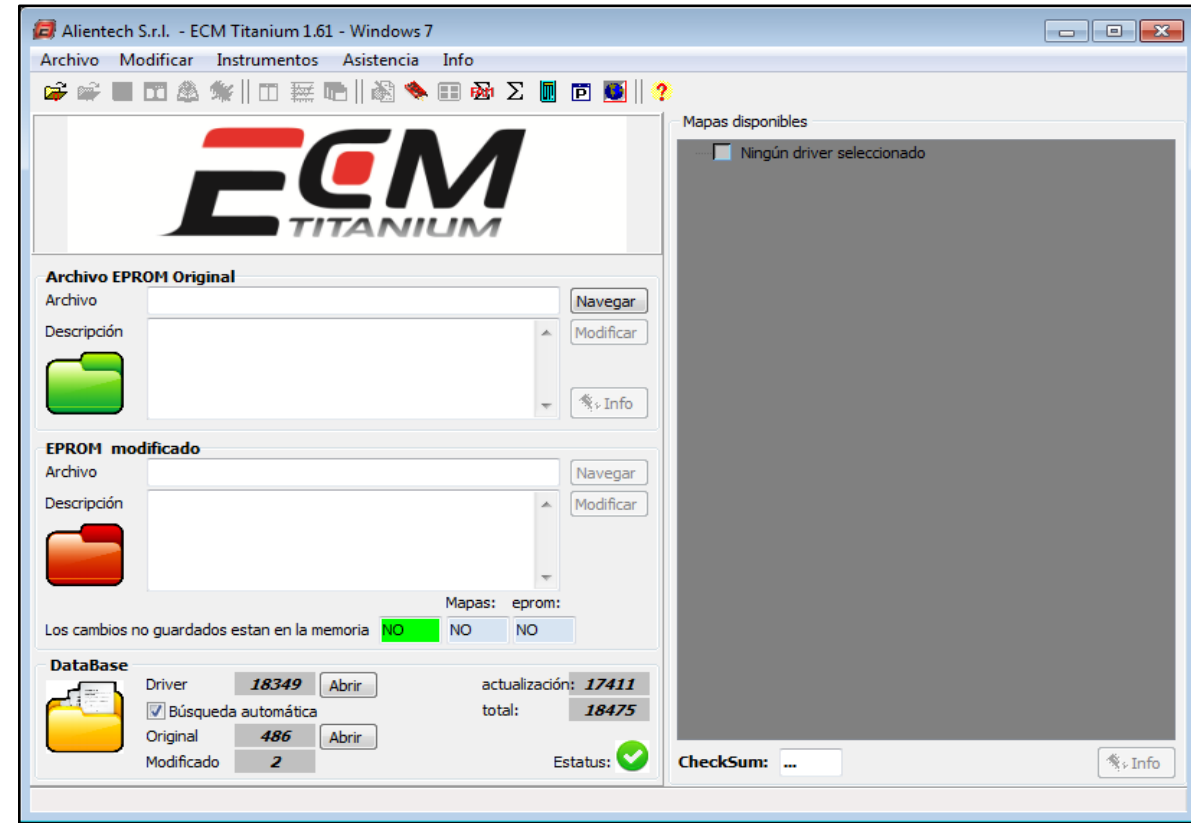 Alientech S.r.l. - ECM Titanium 1.61 - Windows 7
Archivo Modificar Instrumentos Asistencia Info
P ?
ECM
TITANIUM
Archivo EPROM Original
Archivo Navegar
Descripción Modificar
Info
EPROM modificado
Archivo Navegar
Descripción Modificar
Mapas: eprom:
Los cambios no guardados estan en la memoria NO NO NO
DataBase
Driver 18349 Abrir actualización: 17411
Búsqueda automática total: 18475
Original 486 Abrir
Modificado 2 Estatus:
Mapas disponibles
Ningún driver seleccionado
CheckSum: ... Info